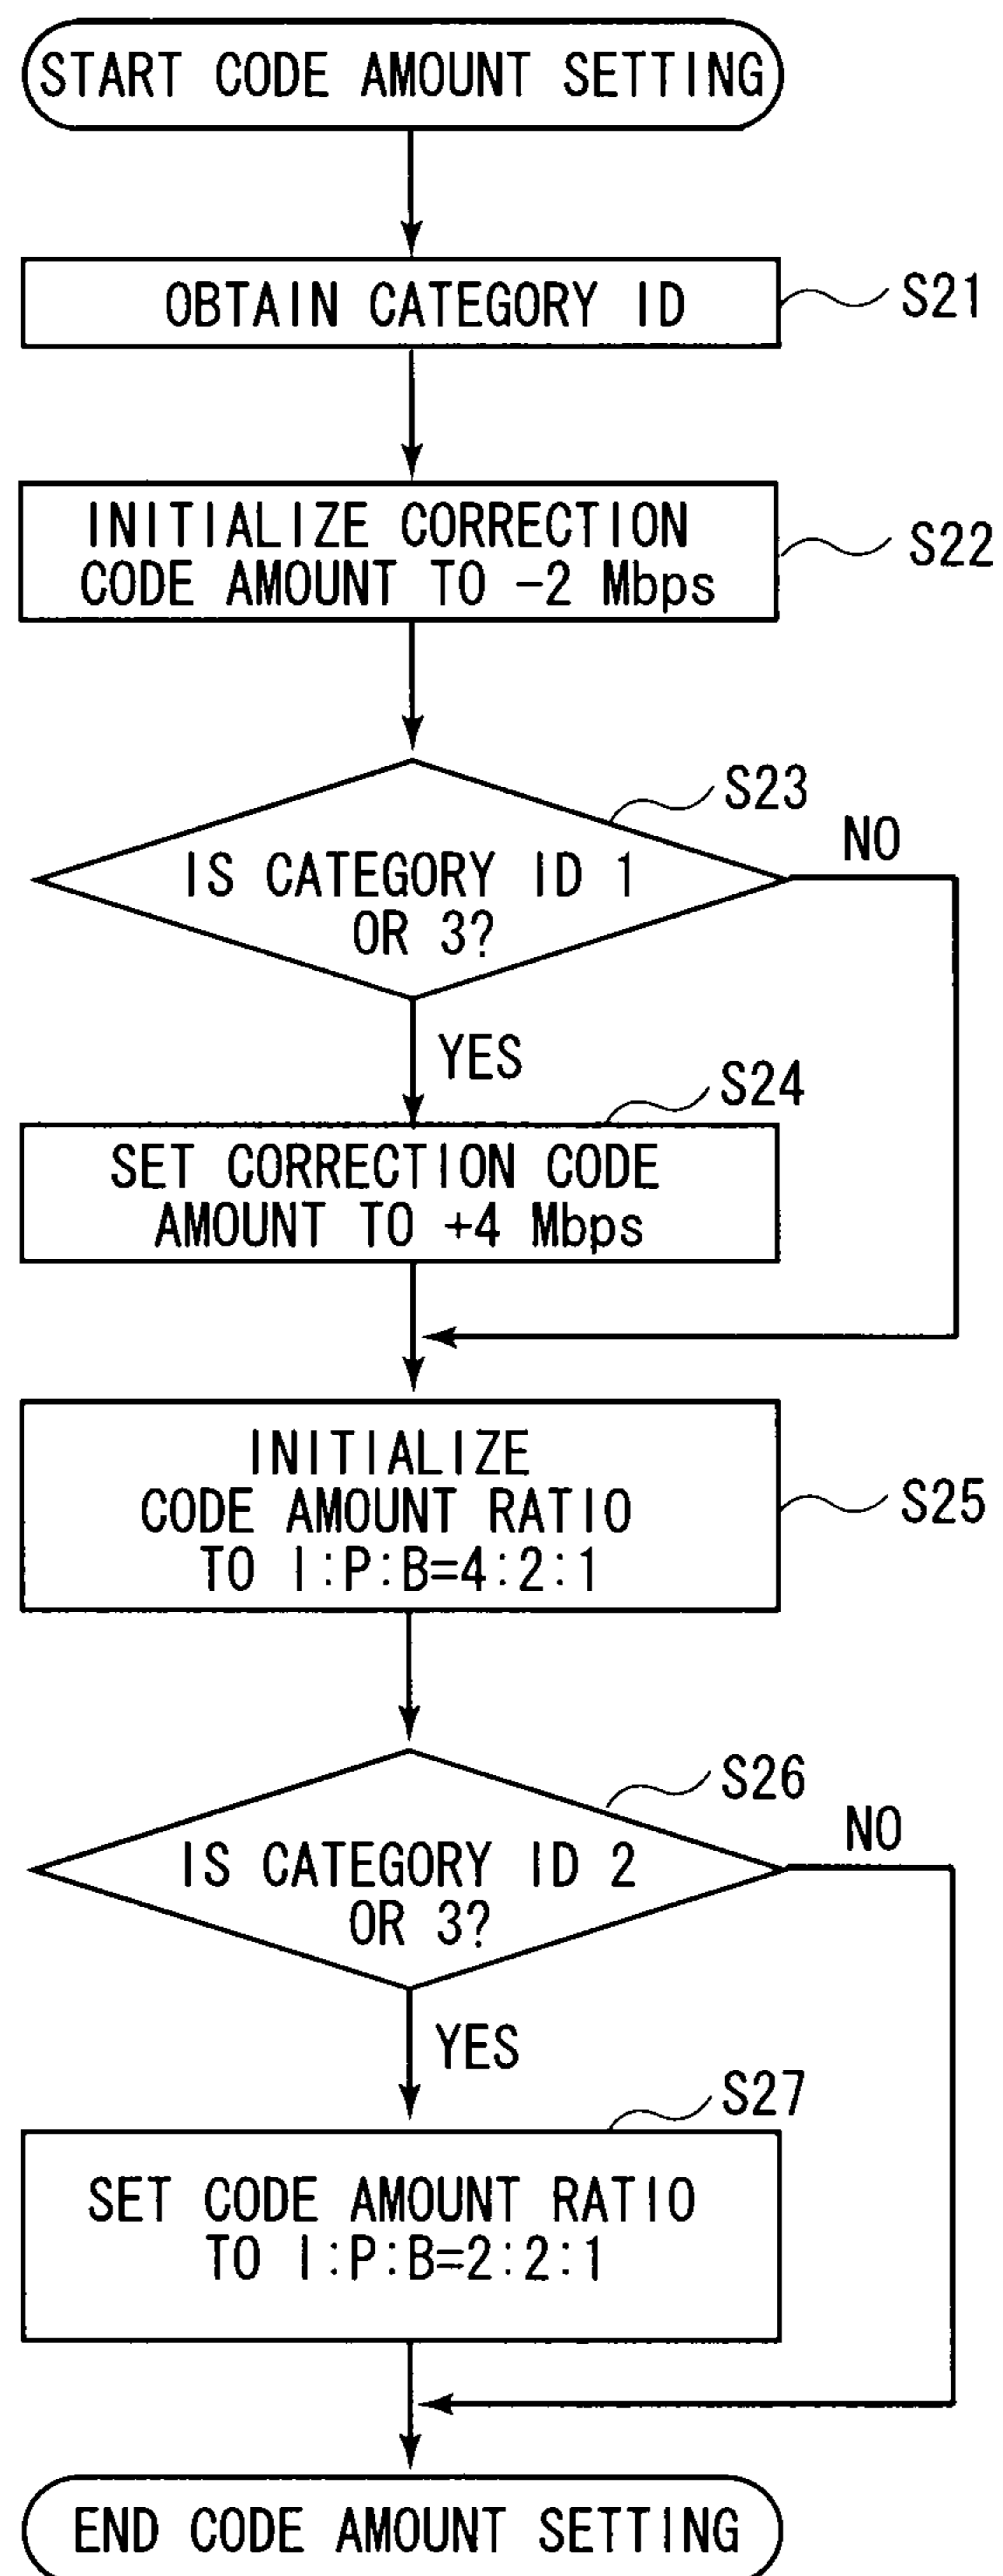 START CODE AMOUNT SETTING
OBTAIN CATEGORY ID
S21
INITIALIZE CORRECTION
CODE AMOUNT TO -2 Mbps
S22
S23
NO
IS CATEGORY ID 1
OR 3?
YES
S24
SET CORRECTION CODE
AMOUNT TO +4 Mbps
INITIALIZE
CODE AMOUNT RATIO
TO I:P:B=4:2:1
S25
S26
NO
IS CATEGORY ID 2
OR 3?
YES
S27
SET CODE AMOUNT RATIO
TO I:P:B=2:2:1
END CODE AMOUNT SETTING